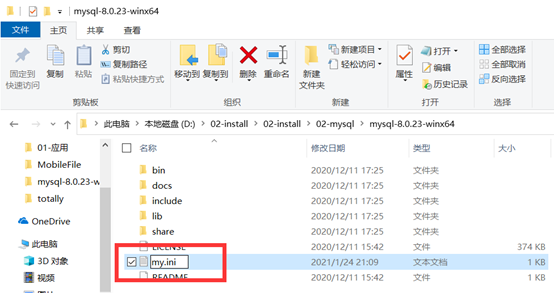 mysql-8.0.23-winx64
文件 主页 共享 查看
固定到快速访问 复制 粘贴 剪切 复制路径 粘贴快捷方式 移动到 复制到 删除 重命名 新建文件夹 新建项目 轻松访问 属性 打开 编辑 历史记录 全部选择 全部取消 反向选择
剪贴板 组织 新建 打开 选择
此电脑 本地磁盘 (D:) 02-install 02-install 02-mysql mysql-8.0.23-winx64
01-应用
MobileFile
mysql-8.0.23-w
totally
OneDrive
此电脑
3D 对象
视频
名称 修改日期 类型 大小
bin 2020/12/11 17:25 文件夹
docs 2020/12/11 17:25 文件夹
include 2020/12/11 17:25 文件夹
lib 2020/12/11 17:25 文件夹
share 2020/12/11 17:25 文件夹
LICENSE 2020/12/11 15:42 文件 374 KB
my.ini 2021/1/24 21:09 文本文档 1 KB
README 2020/12/11 15:42 文件 1 KB